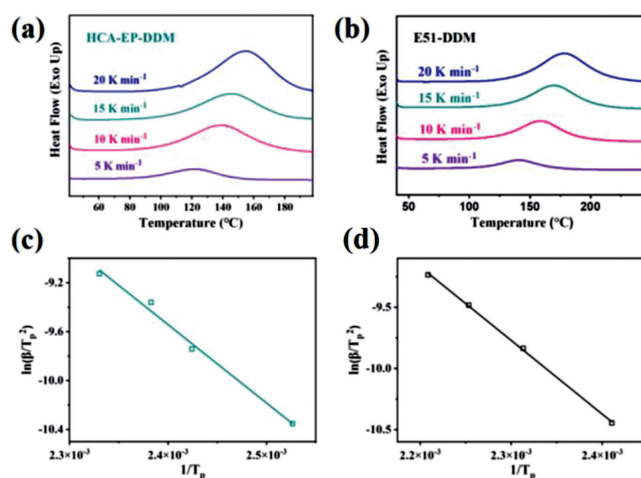 (a)
HCA-EP-DDM
20 K min⁻¹
15 K min⁻¹
10 K min⁻¹
5 K min⁻¹
Heat Flow (Exo Up)
40 60 80 100 120 140 160 180
Temperature (°C)
(b)
E51-DDM
20 K min⁻¹
15 K min⁻¹
10 K min⁻¹
5 K min⁻¹
Heat Flow (Exo Up)
50 100 150 200
Temperature (°C)
(c)
ln(β/Tₚ²)
-9.2
-9.6
-10.0
-10.4
2.3×10⁻³ 2.4×10⁻³ 2.5×10⁻³
1/Tₚ
(d)
ln(β/Tₚ²)
-9.5
-10.0
-10.5
2.2×10⁻³ 2.3×10⁻³ 2.4×10⁻³
1/Tₚ